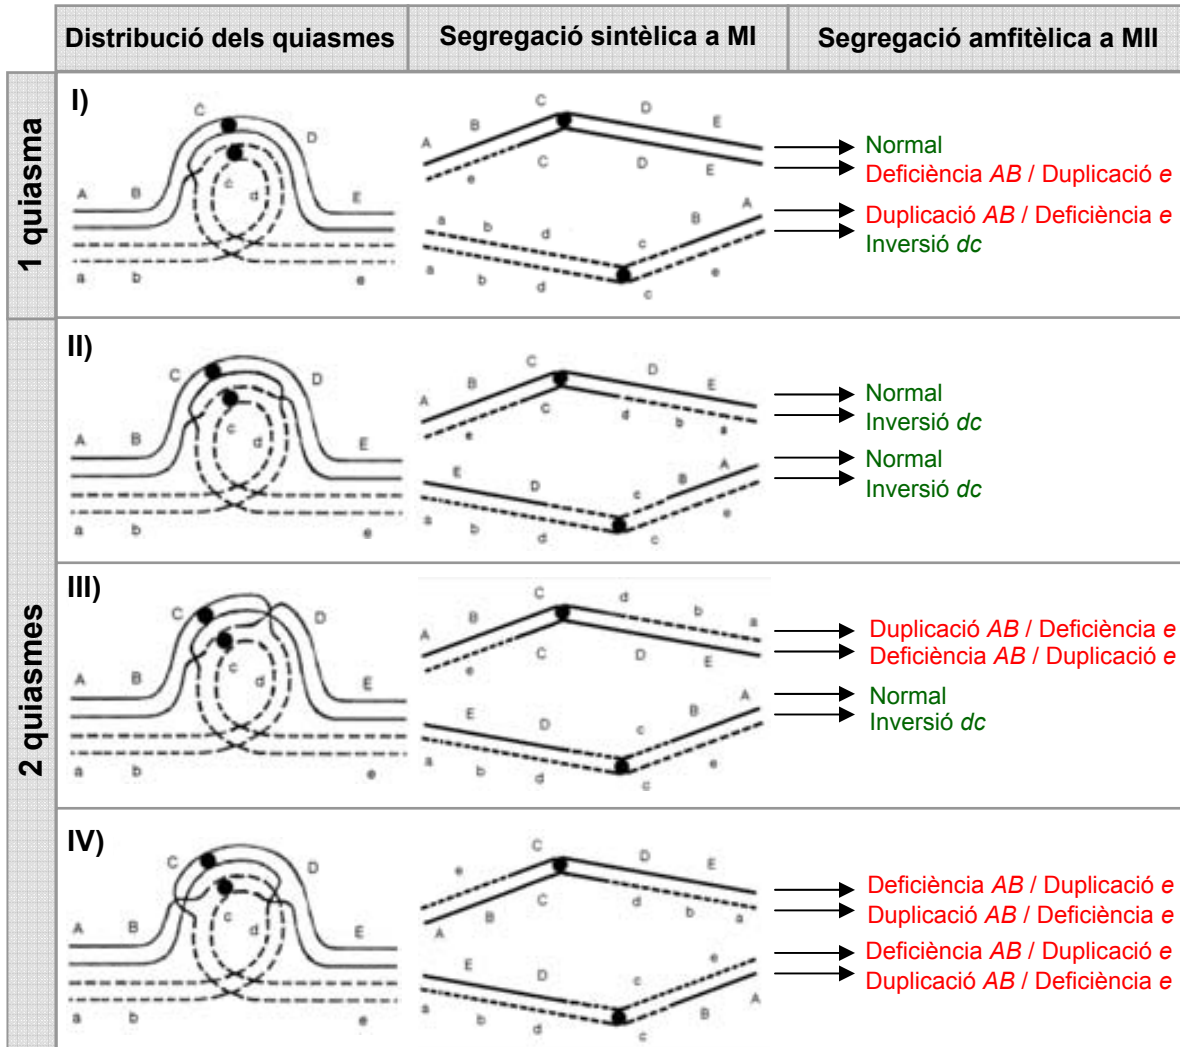 Distribució dels quiasmes
Segregació sintèlica a MI
Segregació amfitèlica a MII
1 quiasma
I)
A B C D E
c d
a b e
A B C D E
e C D E
b d c B A
a b d c e
Normal
Deficiència AB / Duplicació e
Duplicació AB / Deficiència e
Inversió dc
2 quiasmes
II)
A B C D E
c d
a b e
A B C D E
e C d b a
E D c B A
a b d c e
Normal
Inversió dc
Normal
Inversió dc
III)
A B C D E
c d
a b e
A B C d b a
e C D E
E D c B A
a b d c e
Duplicació AB / Deficiència e
Deficiència AB / Duplicació e
Normal
Inversió dc
IV)
A B C D E
c d
a b e
e C D E
A B C d b a
E D c e
a b d c B A
Deficiència AB / Duplicació e
Duplicació AB / Deficiència e
Deficiència AB / Duplicació e
Duplicació AB / Deficiència e